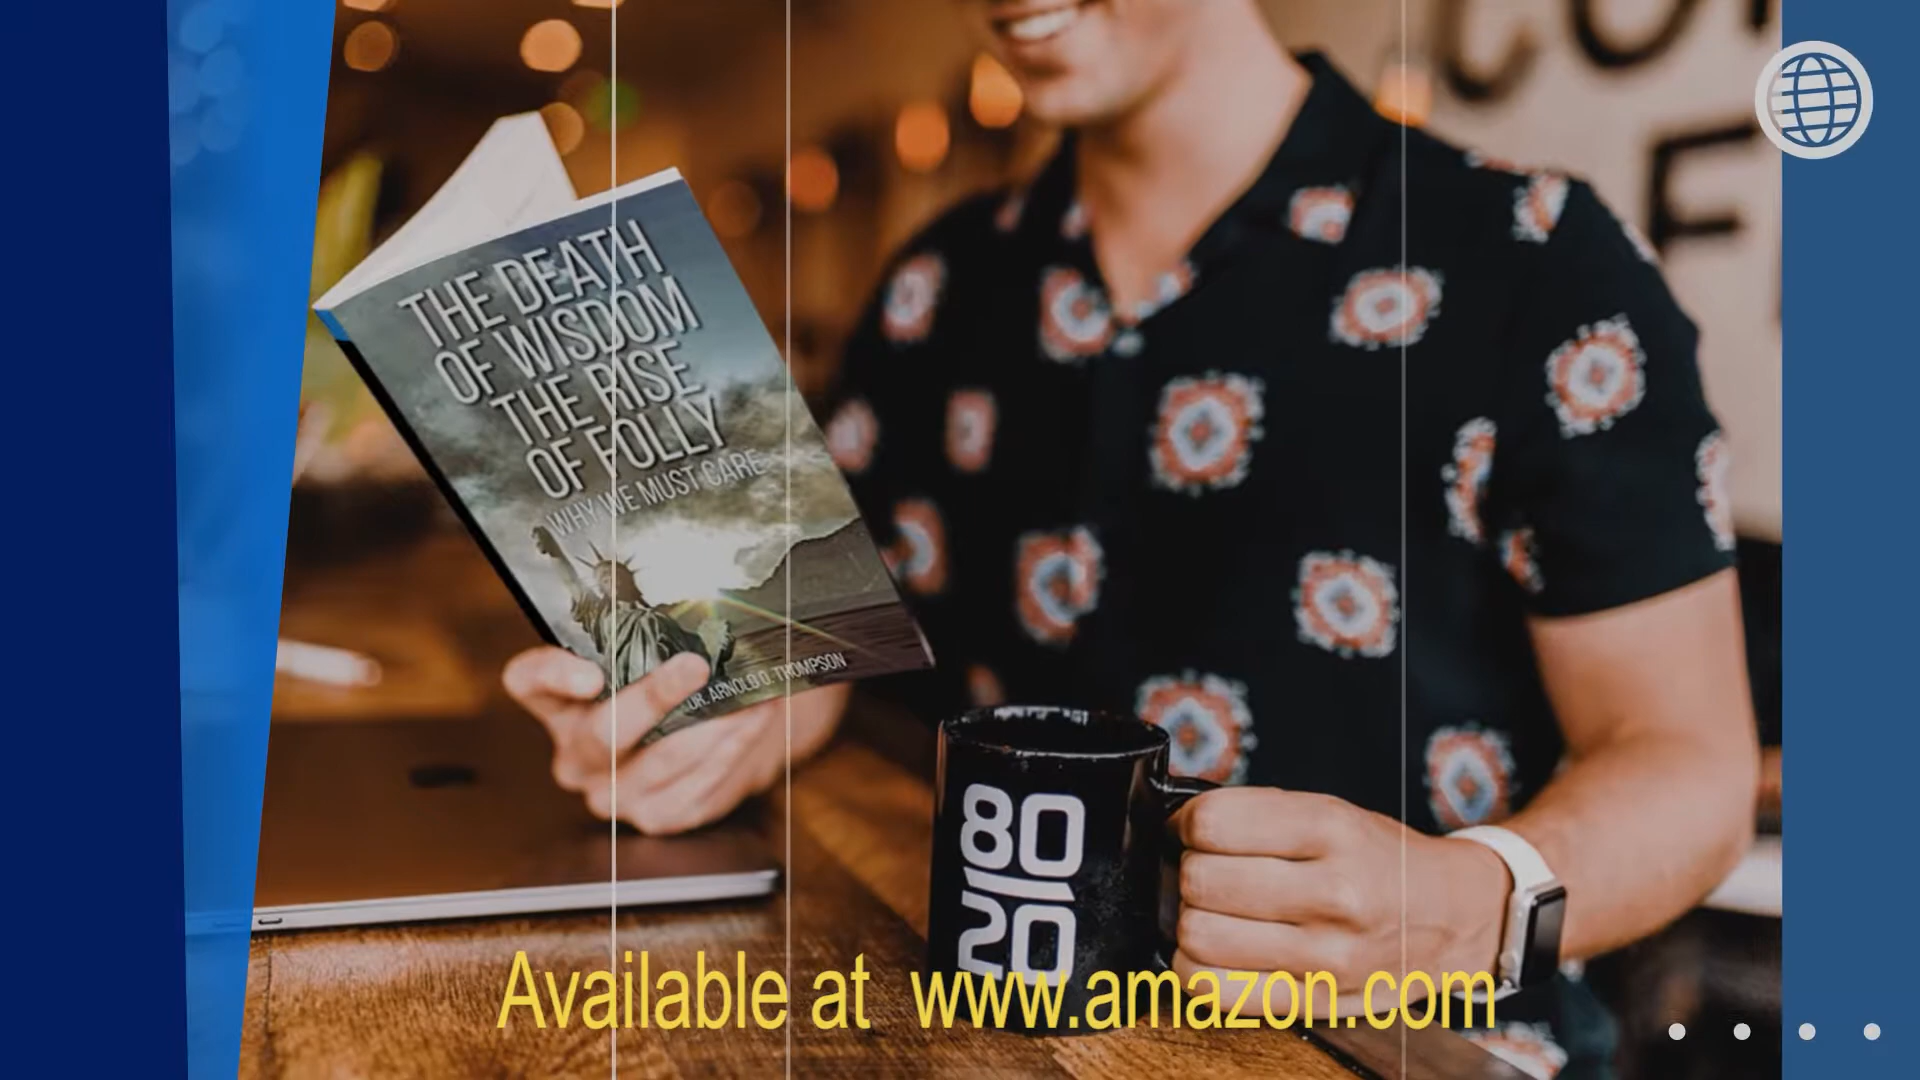 THE DEATH
OF WISDOM
THE RISE
OF FOLLY
WHY WE MUST CARE
DR. ARNOLD O. THOMPSON
80
20
Available at www.amazon.com